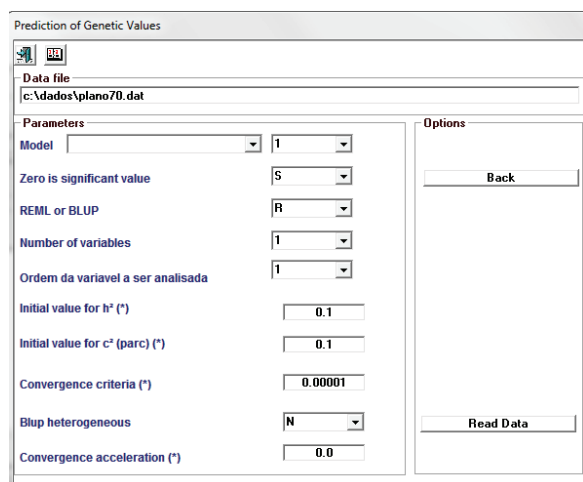 Prediction of Genetic Values
Data file
c:\dados\plano70.dat
Parameters
Model 1
Zero is significant value S
REML or BLUP R
Number of variables 1
Ordem da variavel a ser analisada 1
Initial value for h² (*) 0.1
Initial value for c² (parc) (*) 0.1
Convergence criteria (*) 0.00001
Blup heterogeneous N
Convergence acceleration (*) 0.0
Options
Back
Read Data